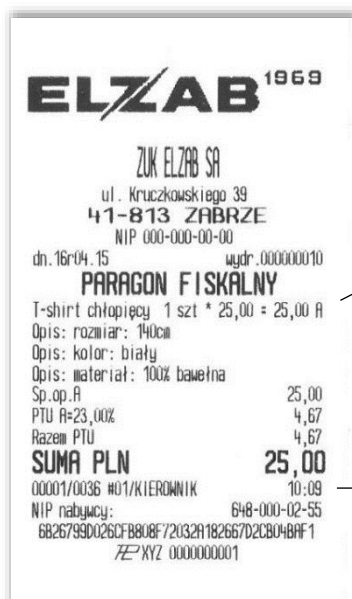 ELZAB 1969
ZUK ELZAB SA
ul. Kruczkowskiego 39
41-813 ZABRZE
NIP 000-000-00-00
dn.16r04.15 wydr.000000010
PARAGON FISKALNY
T-shirt chłopięcy 1 szt * 25,00 = 25,00 A
Opis: rozmiar: 140cm
Opis: kolor: biały
Opis: materiał: 100% bawełna
Sp.op.A 25,00
PTU A=23,00% 4,67
Razem PTU 4,67
SUMA PLN 25,00
00001/0036 #01/KIEROWNIK 10:09
NIP nabywcy: 648-000-02-55
6B26799D026CFB808F72032A182667D2CB04BAF1
XYZ 0000000001